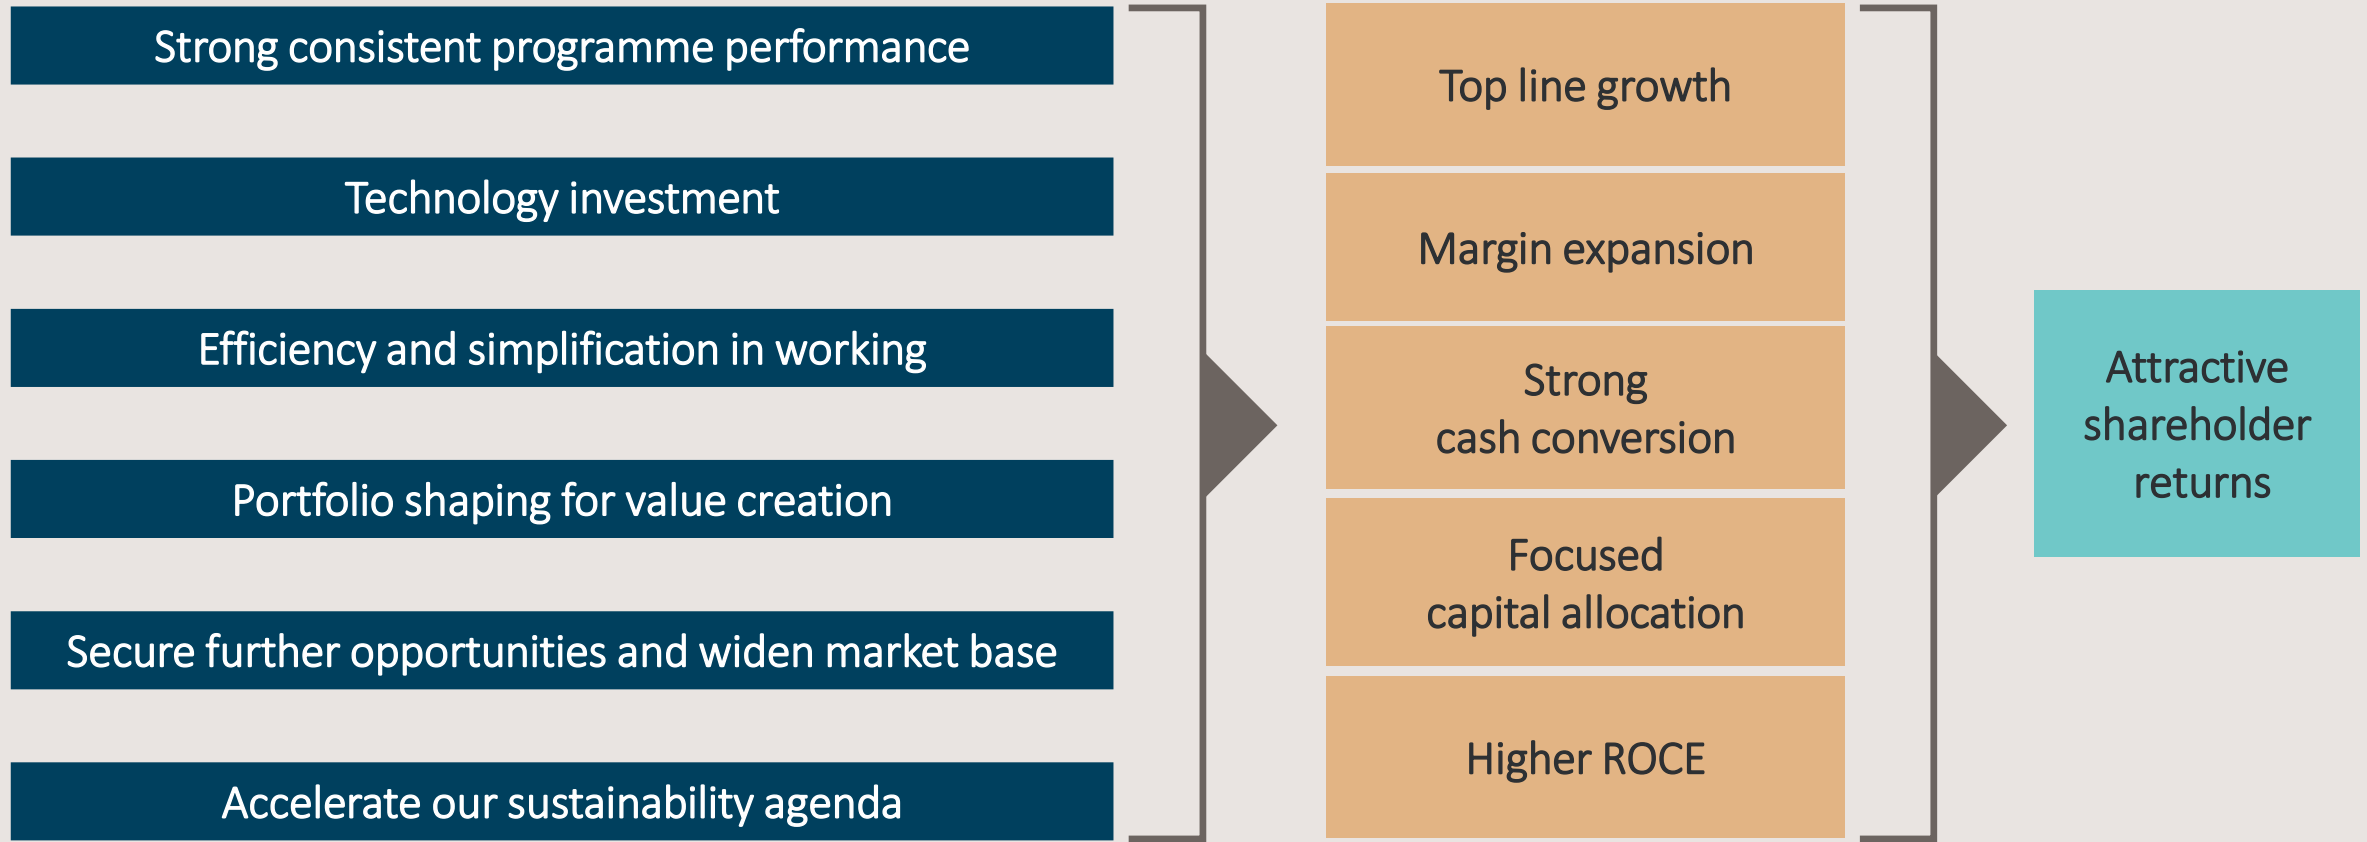 Strong consistent programme performance
Technology investment
Efficiency and simplification in working
Portfolio shaping for value creation
Secure further opportunities and widen market base
Accelerate our sustainability agenda
Top line growth
Margin expansion
Strong
cash conversion
Focused
capital allocation
Higher ROCE
Attractive
shareholder
returns